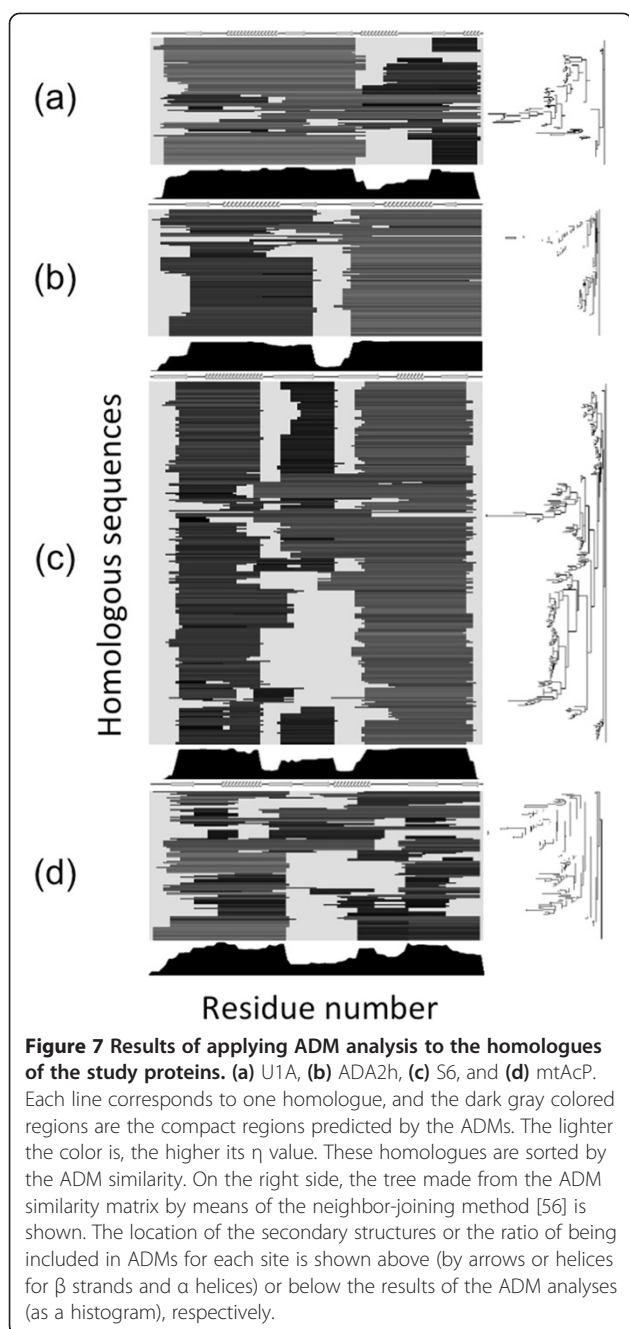 (a)
(b)
Homologous sequences
(c)
(d)
Residue number
Figure 7 Results of applying ADM analysis to the homologues
of the study proteins. (a) U1A, (b) ADA2h, (c) S6, and (d) mtAcP.
Each line corresponds to one homologue, and the dark gray colored
regions are the compact regions predicted by the ADMs. The lighter
the color is, the higher its η value. These homologues are sorted by
the ADM similarity. On the right side, the tree made from the ADM
similarity matrix by means of the neighbor-joining method [56] is
shown. The location of the secondary structures or the ratio of being
included in ADMs for each site is shown above (by arrows or helices
for β strands and α helices) or below the results of the ADM analyses
(as a histogram), respectively.